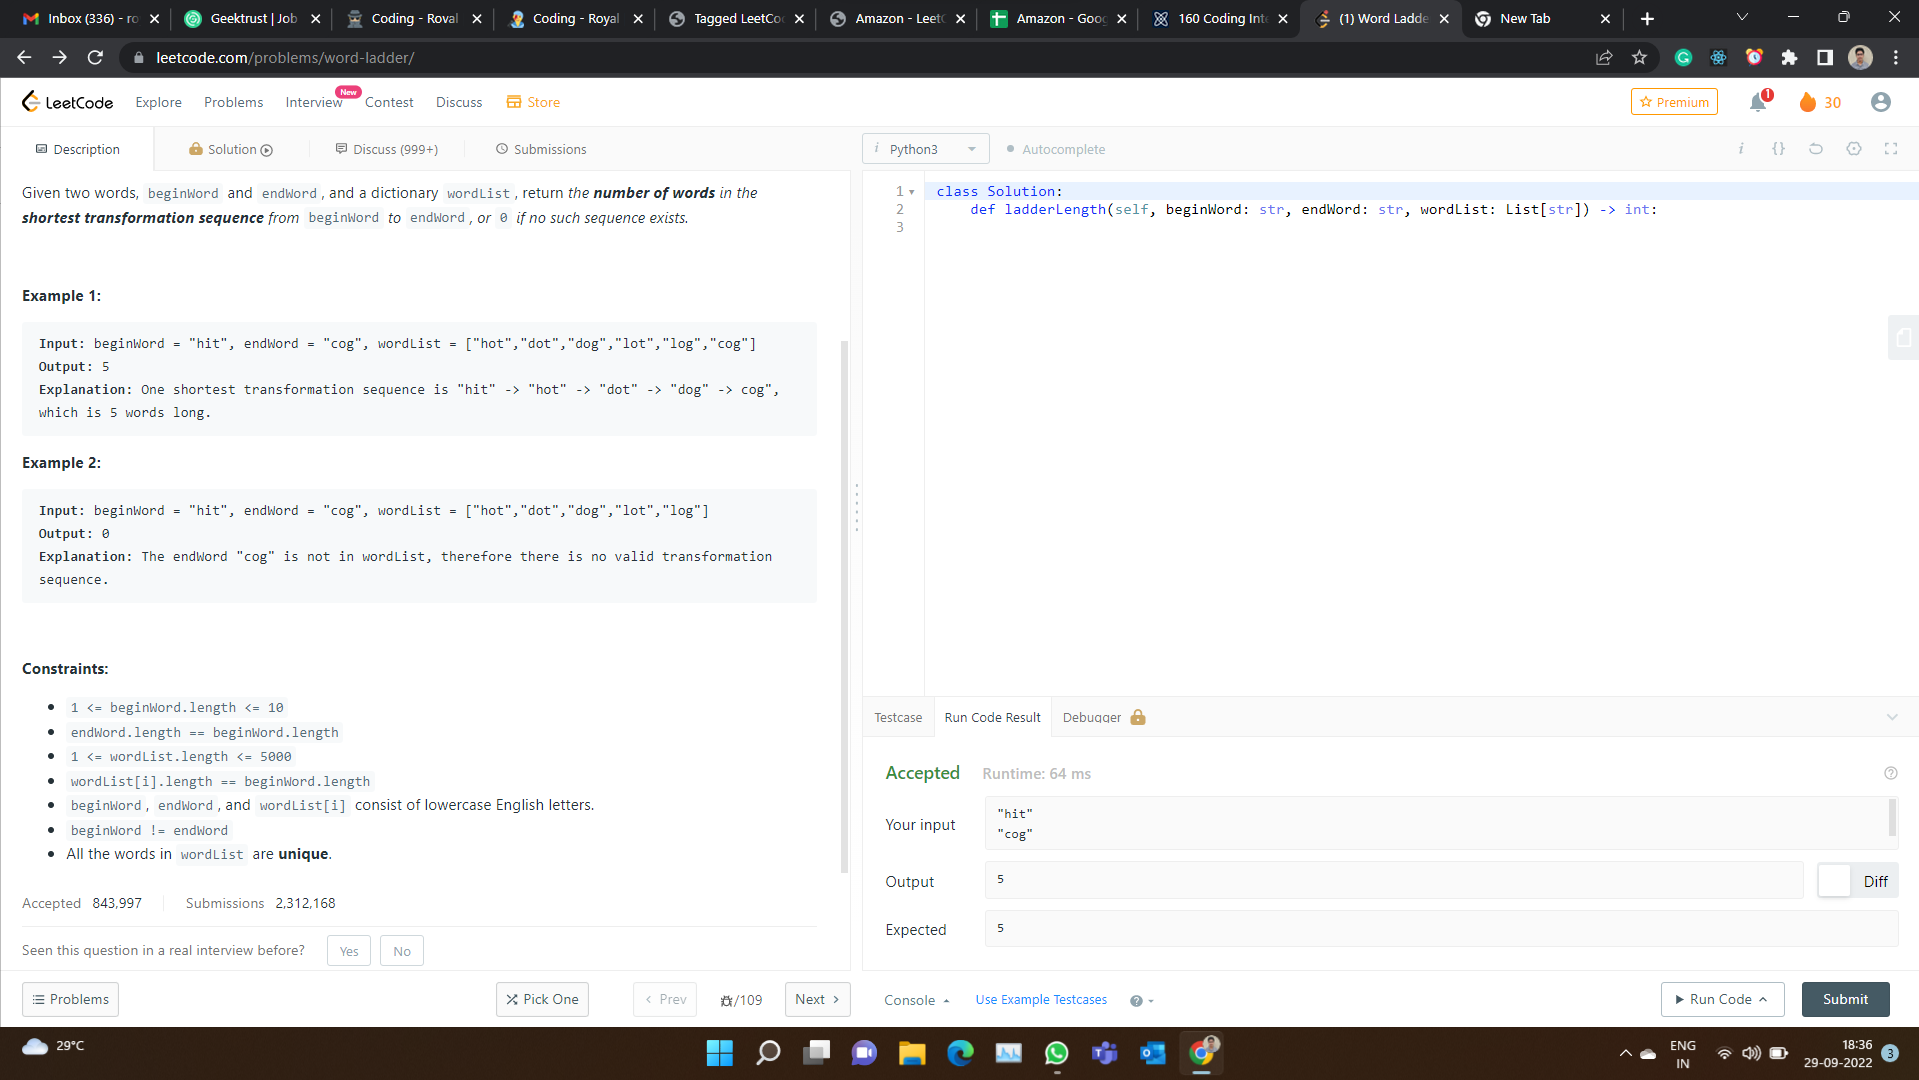 Inbox (336) - ro
Geektrust | Job
Coding - Royal
Coding - Royal
Tagged LeetCo
Amazon - Leet
Amazon - Goog
160 Coding Inte
(1) Word Ladde
New Tab
leetcode.com/problems/word-ladder/
LeetCode Explore Problems Interview New Contest Discuss Store
Premium 1 30
Description Solution Discuss (999+) Submissions
Given two words, beginWord and endWord, and a dictionary wordList, return the number of words in the
shortest transformation sequence from beginWord to endWord, or 0 if no such sequence exists.
Example 1:
Input: beginWord = "hit", endWord = "cog", wordList = ["hot","dot","dog","lot","log","cog"]
Output: 5
Explanation: One shortest transformation sequence is "hit" -> "hot" -> "dot" -> "dog" -> cog",
which is 5 words long.
Example 2:
Input: beginWord = "hit", endWord = "cog", wordList = ["hot","dot","dog","lot","log"]
Output: 0
Explanation: The endWord "cog" is not in wordList, therefore there is no valid transformation
sequence.
Constraints:
• 1 <= beginWord.length <= 10
• endWord.length == beginWord.length
• 1 <= wordList.length <= 5000
• wordList[i].length == beginWord.length
• beginWord, endWord, and wordList[i] consist of lowercase English letters.
• beginWord != endWord
• All the words in wordList are unique.
Accepted 843,997 Submissions 2,312,168
Seen this question in a real interview before? Yes No
Problems Pick One < Prev /109 Next >
i Python3 Autocomplete i {}
1 class Solution:
2 def ladderLength(self, beginWord: str, endWord: str, wordList: List[str]) -> int:
3
Testcase Run Code Result Debugger
Accepted Runtime: 64 ms
Your input
"hit"
"cog"
Output 5 Diff
Expected 5
Console Use Example Testcases Run Code Submit
29°C
ENG
IN
18:36
29-09-2022
3